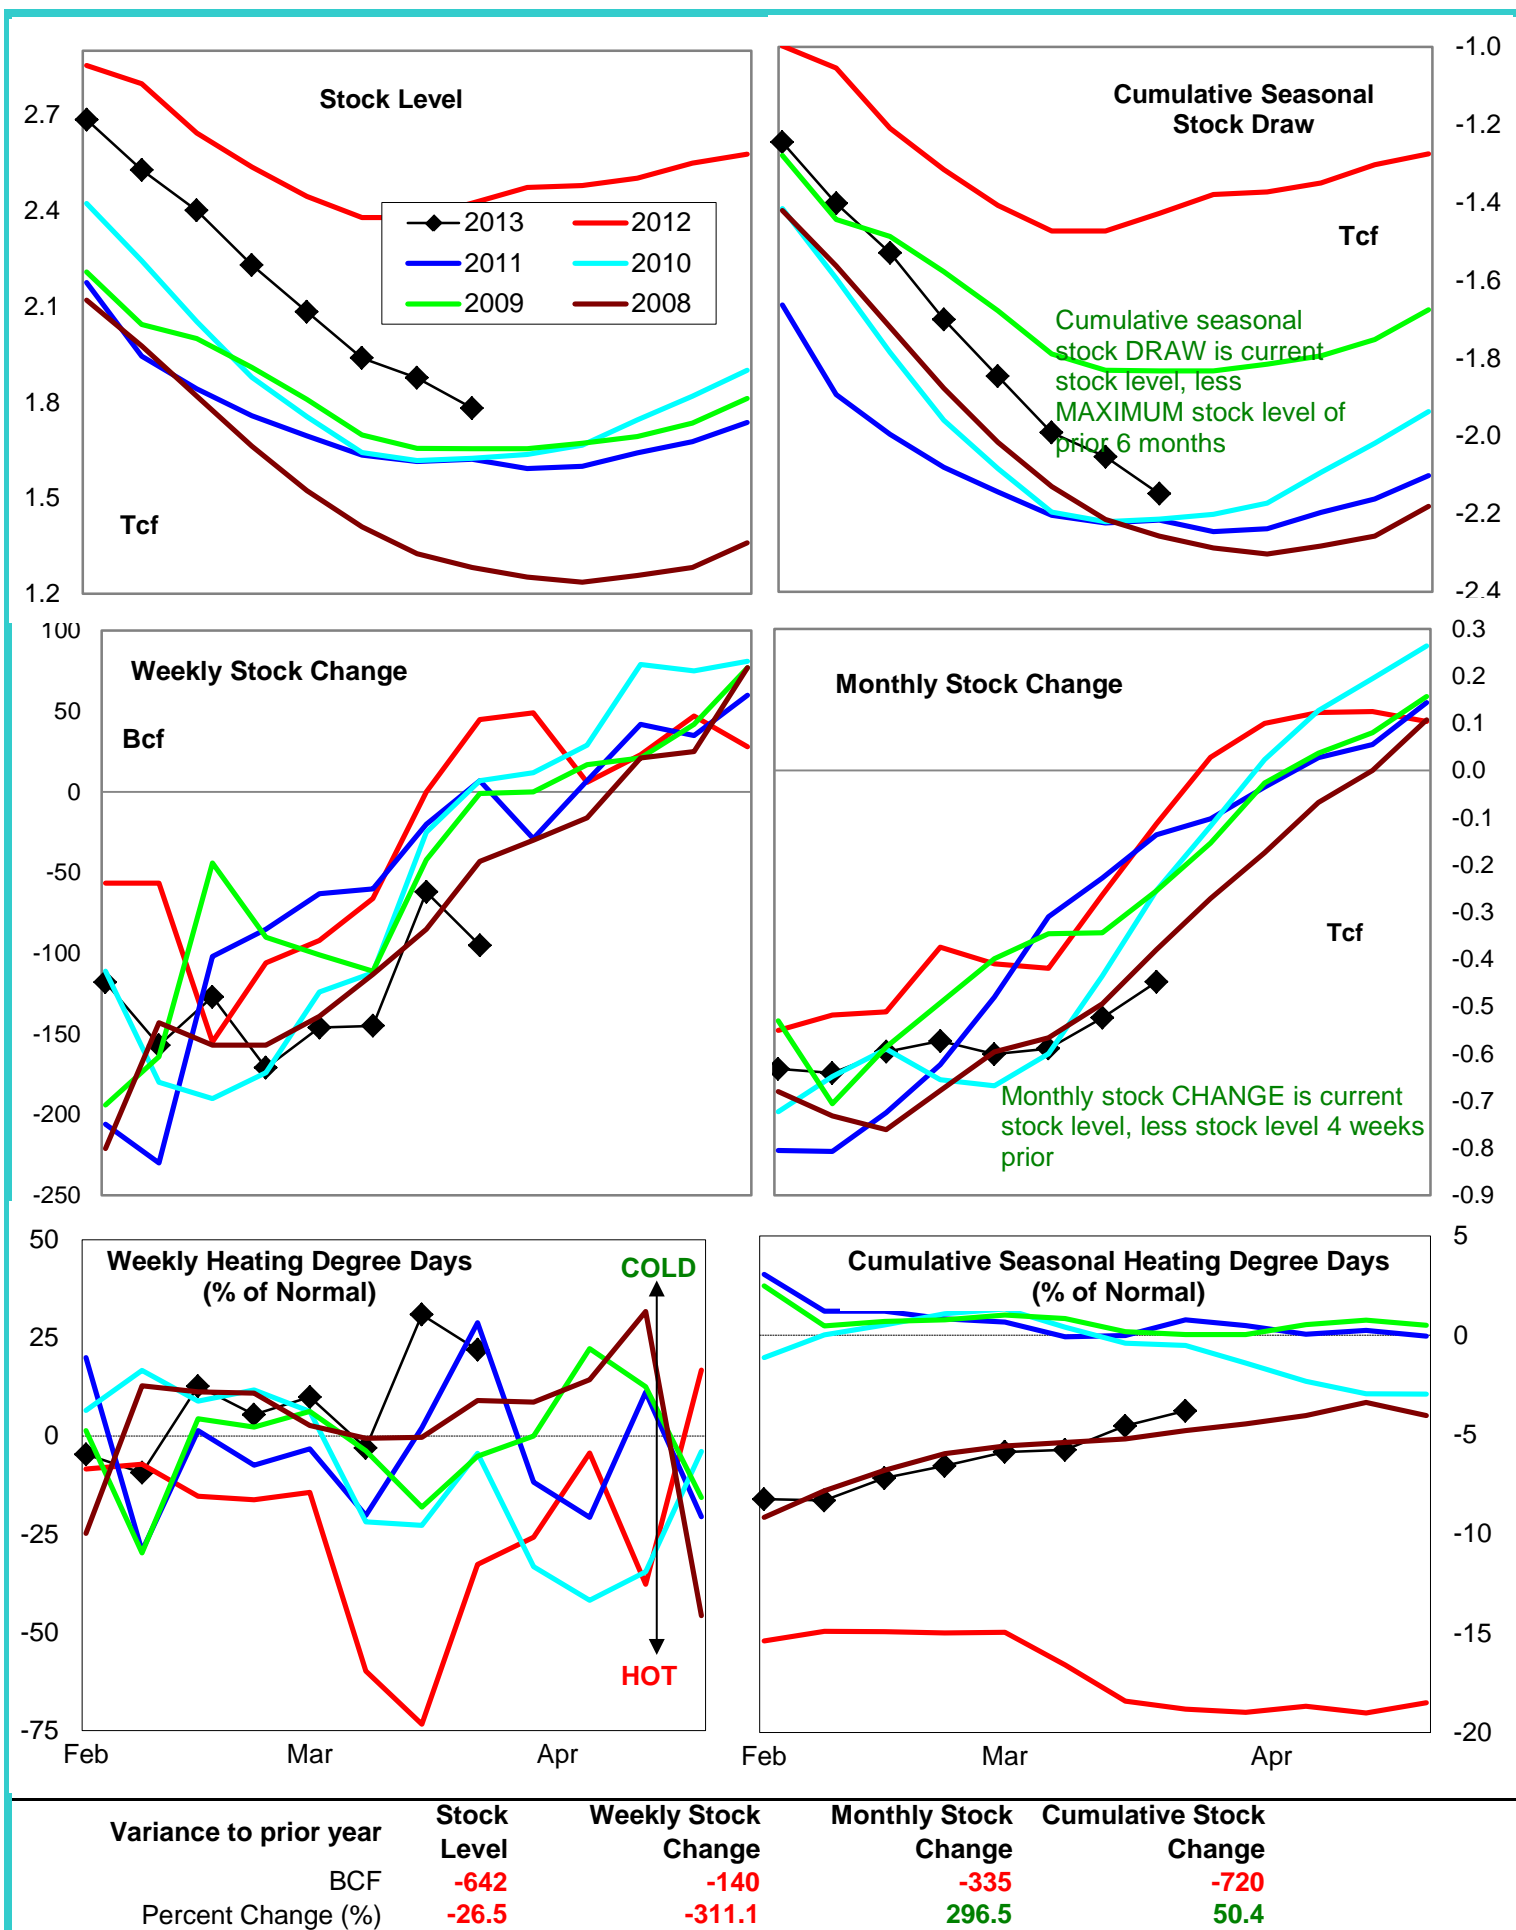 Stock Level
2.7
2.4
2.1
1.8
1.5
1.2
2013
2012
2011
2010
2009
2008
Tcf
Cumulative Seasonal
Stock Draw
Tcf
-1.0
-1.2
-1.4
-1.6
-1.8
-2.0
-2.2
-2.4
Cumulative seasonal
stock DRAW is current
stock level, less
MAXIMUM stock level of
prior 6 months
Weekly Stock Change
Bcf
100
50
0
-50
-100
-150
-200
-250
Monthly Stock Change
Tcf
0.3
0.2
0.1
0.0
-0.1
-0.2
-0.3
-0.4
-0.5
-0.6
-0.7
-0.8
-0.9
Monthly stock CHANGE is current
stock level, less stock level 4 weeks
prior
Weekly Heating Degree Days
(% of Normal)
COLD
HOT
50
25
0
-25
-50
-75
Feb
Mar
Apr
Cumulative Seasonal Heating Degree Days
(% of Normal)
5
0
-5
-10
-15
-20
Feb
Mar
Apr
Variance to prior year
Stock
Level
Weekly Stock
Change
Monthly Stock
Change
Cumulative Stock
Change
BCF -642 -140 -335 -720
Percent Change (%) -26.5 -311.1 296.5 50.4